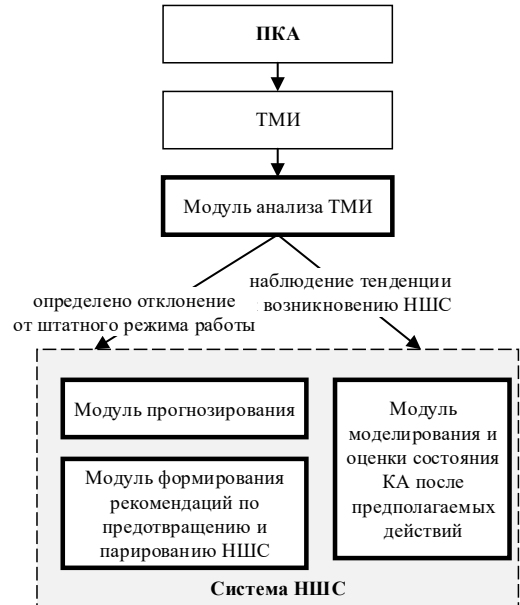 ПКА
ТМИ
Модуль анализа ТМИ
наблюдение тенденции
возникновению НШС
определено отклонение
от штатного режима работы
Модуль прогнозирования
Модуль формирования
рекомендаций по
предотвращению и
парированию НШС
Модуль
моделирования и
оценки состояния
КА после
предполагаемых
действий
Система НШС